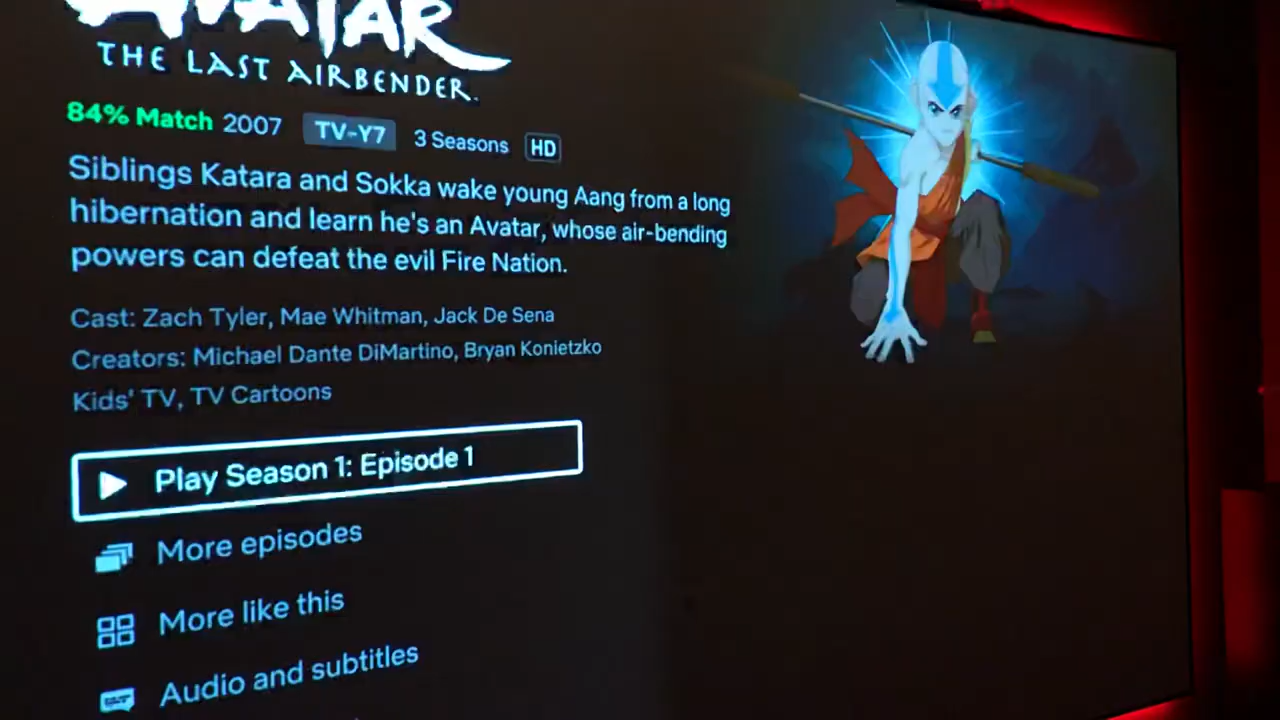 AVATAR
THE LAST AIRBENDER.
84% Match 2007 TV-Y7 3 Seasons HD
Siblings Katara and Sokka wake young Aang from a long
hibernation and learn he's an Avatar, whose air-bending
powers can defeat the evil Fire Nation.
Cast: Zach Tyler, Mae Whitman, Jack De Sena
Creators: Michael Dante DiMartino, Bryan Konietzko
Kids' TV, TV Cartoons
Play Season 1: Episode 1
More episodes
More like this
Audio and subtitles